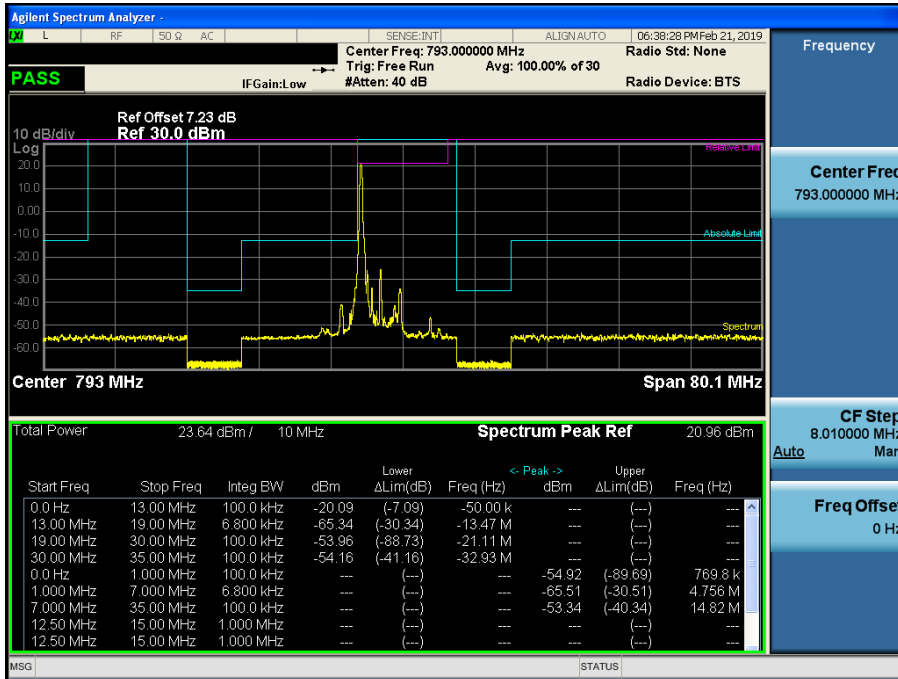 Agilent Spectrum Analyzer -
LXI L RF 50 Ω AC SENSE:INT ALIGN AUTO 06:38:28 PM Feb 21, 2019
Center Freq: 793.000000 MHz Radio Std: None
Trig: Free Run Avg: 100.00% of 30
PASS IFGain:Low #Atten: 40 dB Radio Device: BTS
Frequency
Ref Offset 7.23 dB
10 dB/div Ref 30.0 dBm
Log
Relative Limit
20.0
10.0
0.00
-10.0
Absolute Limit
-20.0
-30.0
-40.0
-50.0
Spectrum
-60.0
Center 793 MHz Span 80.1 MHz
Center Freq
793.000000 MHz
CF Step
8.010000 MHz
Auto Man
Freq Offset
0 Hz
Total Power 23.64 dBm / 10 MHz Spectrum Peak Ref 20.96 dBm
Lower <- Peak -> Upper
Start Freq Stop Freq Integ BW dBm ΔLim(dB) Freq (Hz) dBm ΔLim(dB) Freq (Hz)
0.0 Hz 13.00 MHz 100.0 kHz -20.09 (-7.09) -50.00 k --- (---) ---
13.00 MHz 19.00 MHz 6.800 kHz -65.34 (-30.34) -13.47 M --- (---) ---
19.00 MHz 30.00 MHz 100.0 kHz -53.96 (-88.73) -21.11 M --- (---) ---
30.00 MHz 35.00 MHz 100.0 kHz -54.16 (-41.16) -32.93 M --- (---) ---
0.0 Hz 1.000 MHz 100.0 kHz --- (---) --- -54.92 (-89.69) 769.8 k
1.000 MHz 7.000 MHz 6.800 kHz --- (---) --- -65.51 (-30.51) 4.756 M
7.000 MHz 35.00 MHz 100.0 kHz --- (---) --- -53.34 (-40.34) 14.82 M
12.50 MHz 15.00 MHz 1.000 MHz --- (---) --- --- (---) ---
12.50 MHz 15.00 MHz 1.000 MHz --- (---) --- --- (---) ---
MSG STATUS